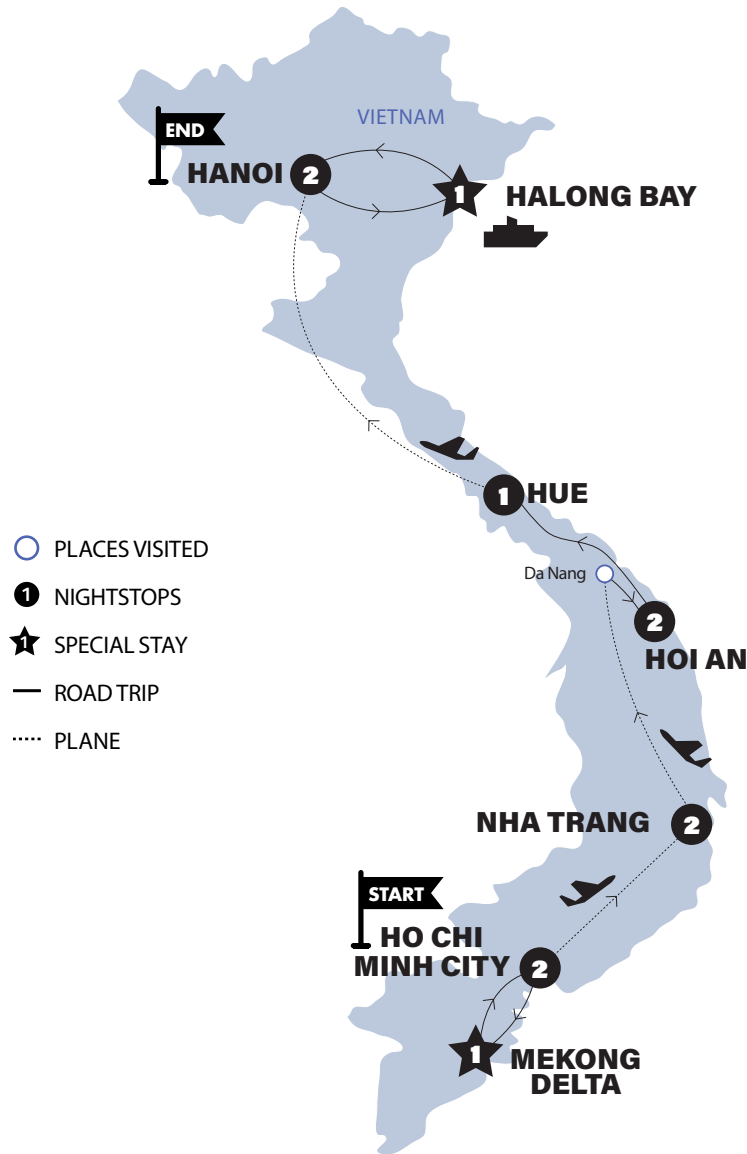 VIETNAM
END
HANOI
2
1
HALONG BAY
1
HUE
PLACES VISITED
1 NIGHTSTOPS
1 SPECIAL STAY
ROAD TRIP
PLANE
Da Nang
2
HOI AN
NHA TRANG
2
START
HO CHI
MINH CITY
2
1
MEKONG
DELTA